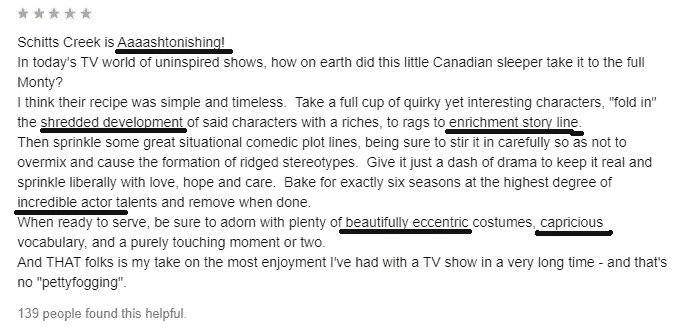 Schitts Creek is Aaaashtonishing!
In today's TV world of uninspired shows, how on earth did this little Canadian sleeper take it to the full
Monty?
I think their recipe was simple and timeless.  Take a full cup of quirky yet interesting characters, "fold in"
the shredded development of said characters with a riches, to rags to enrichment story line.
Then sprinkle some great situational comedic plot lines, being sure to stir it in carefully so as not to
overmix and cause the formation of ridged stereotypes.  Give it just a dash of drama to keep it real and
sprinkle liberally with love, hope and care.  Bake for exactly six seasons at the highest degree of
incredible actor talents and remove when done.
When ready to serve, be sure to adorn with plenty of beautifully eccentric costumes, capricious
vocabulary, and a purely touching moment or two.
And THAT folks is my take on the most enjoyment I've had with a TV show in a very long time - and that's
no "pettyfogging".
139 people found this helpful.